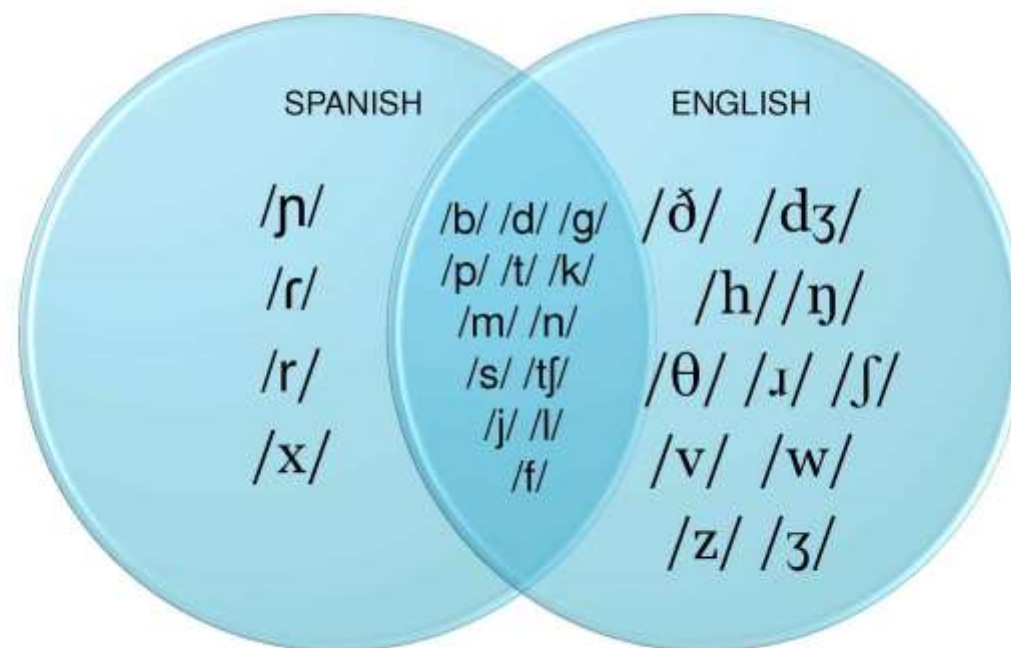 SPANISH
/ɲ/
/ɾ/
/r/
/x/
/b/ /d/ /g/
/p/ /t/ /k/
/m/ /n/
/s/ /tʃ/
/j/ /l/
/f/
ENGLISH
/ð/ /dʒ/
/h/ /ŋ/
/θ/ /ɹ/ /ʃ/
/v/ /w/
/z/ /ʒ/